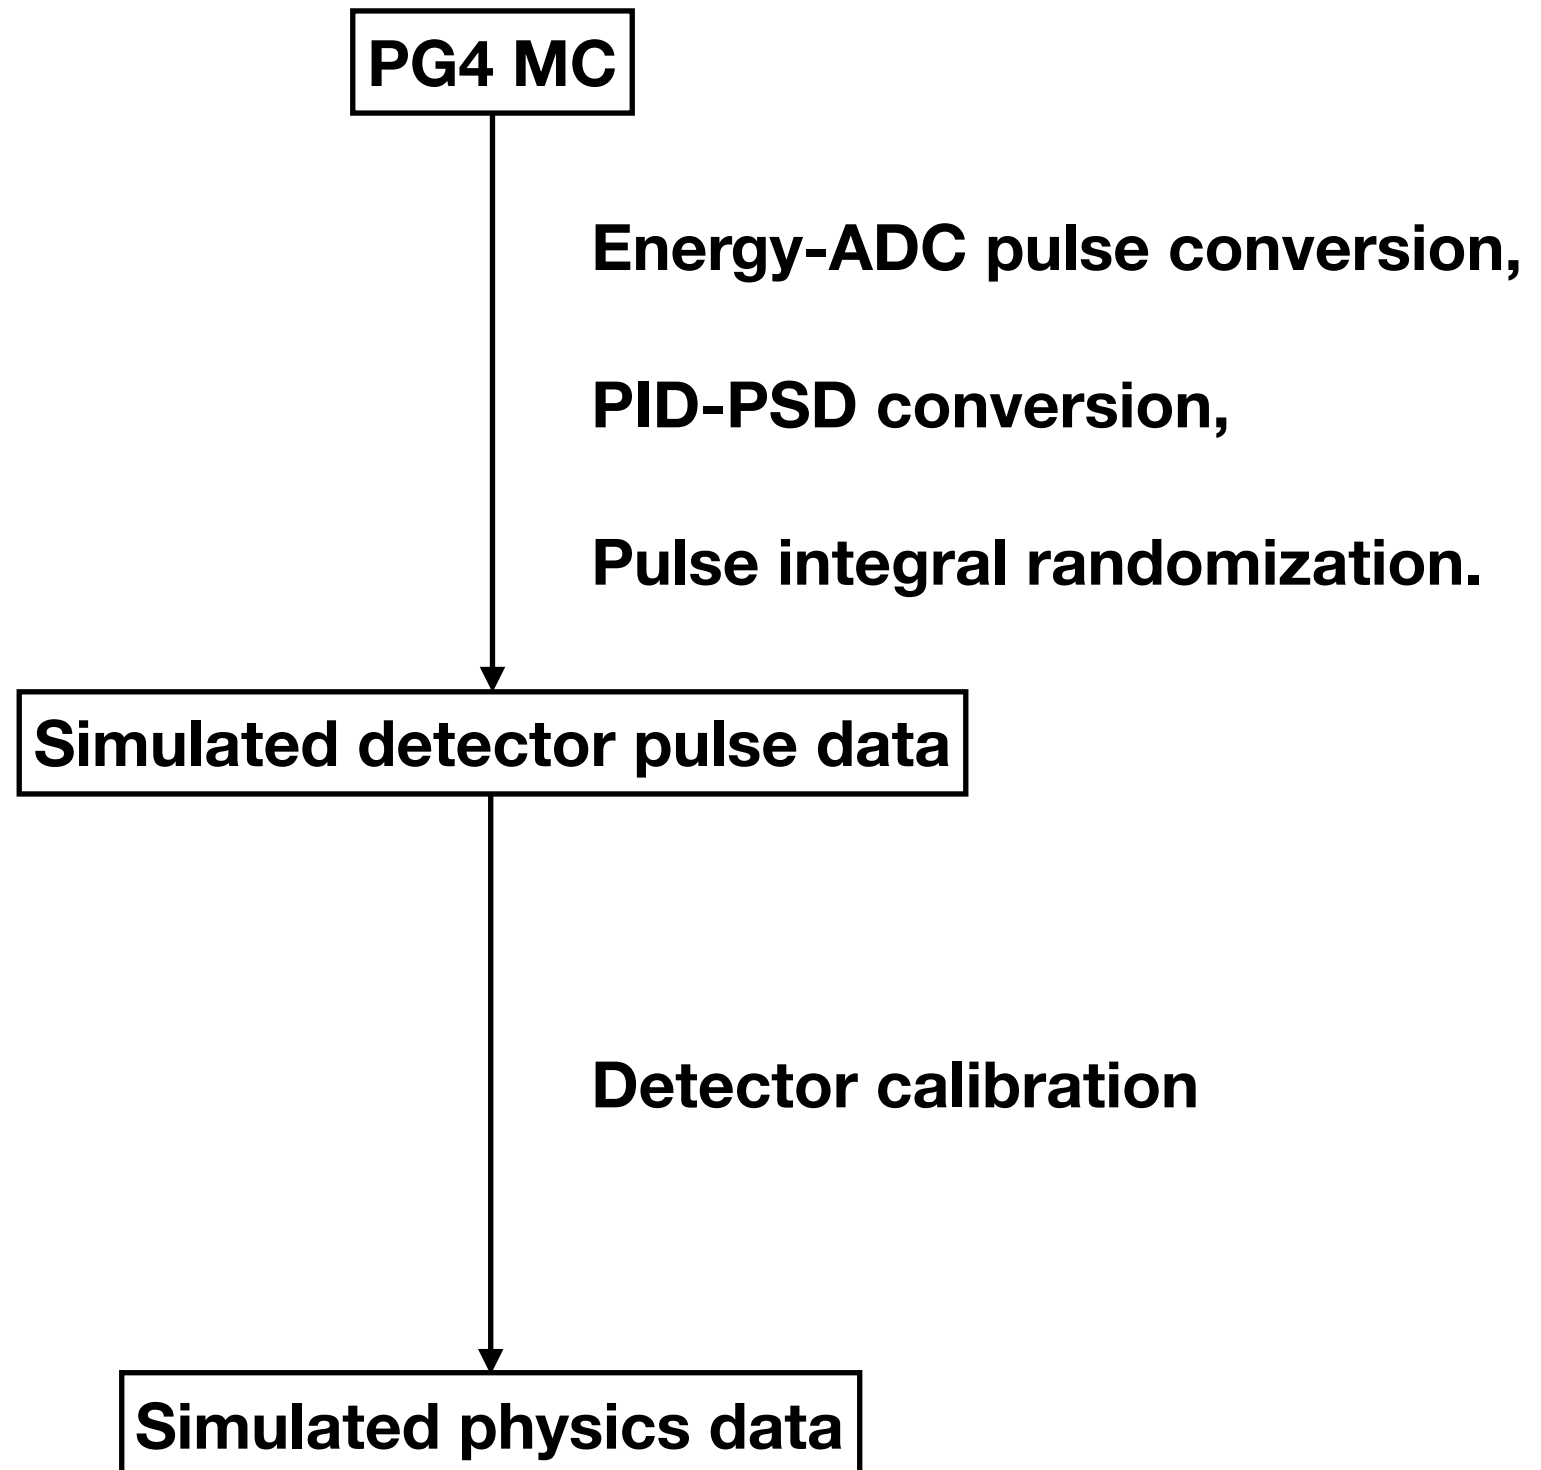 PG4 MC
Energy-ADC pulse conversion,
PID-PSD conversion,
Pulse integral randomization.
Simulated detector pulse data
Detector calibration
Simulated physics data